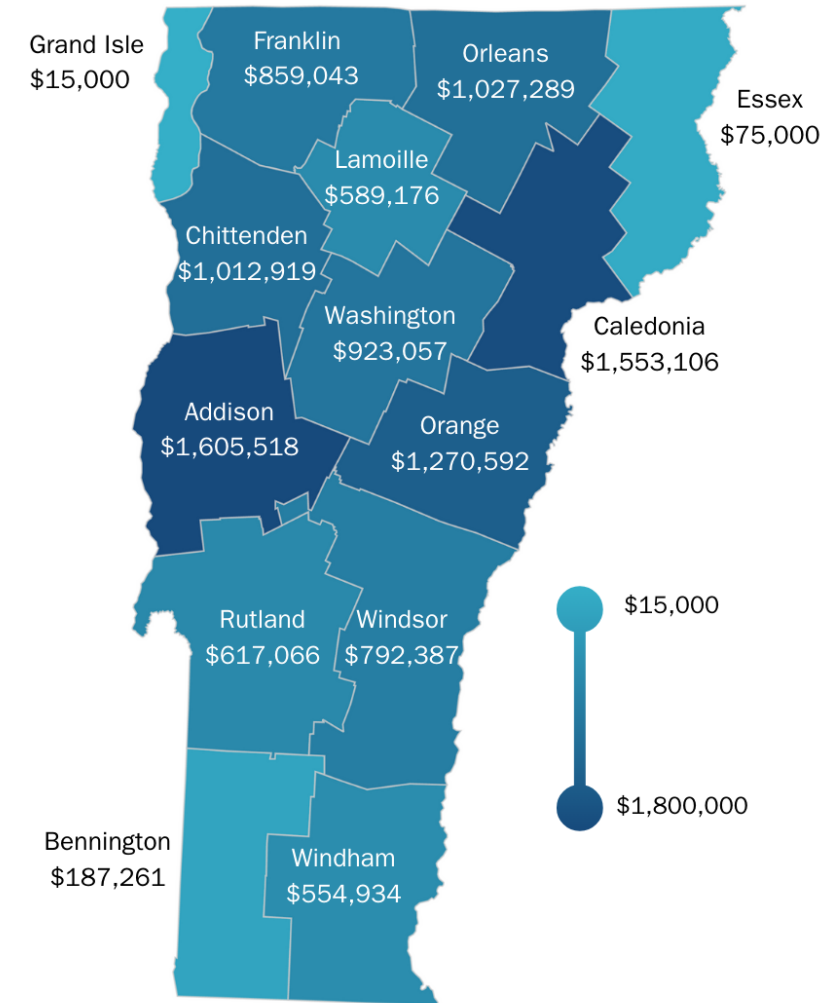 Grand Isle
$15,000
Franklin
$859,043
Orleans
$1,027,289
Essex
$75,000
Lamoille
$589,176
Chittenden
$1,012,919
Washington
$923,057
Caledonia
$1,553,106
Addison
$1,605,518
Orange
$1,270,592
Rutland
$617,066
Windsor
$792,387
$15,000
$1,800,000
Bennington
$187,261
Windham
$554,934